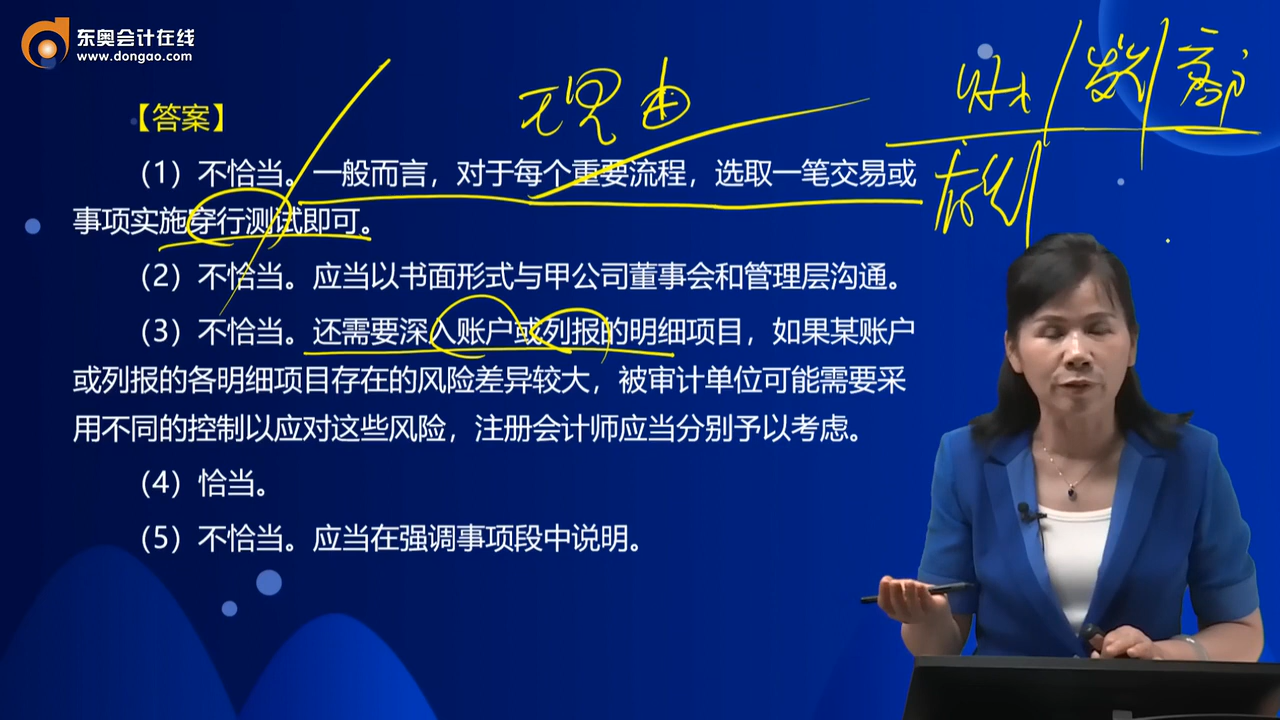 东奥会计在线
www.dongao.com
理由
【答案】
（1）不恰当。一般而言，对于每个重要流程，选取一笔交易或
事项实施穿行测试即可。
（2）不恰当。应当以书面形式与甲公司董事会和管理层沟通。
（3）不恰当。还需要深入账户或列报的明细项目，如果某账户
或列报的各明细项目存在的风险差异较大，被审计单位可能需要采
用不同的控制以应对这些风险，注册会计师应当分别予以考虑。
（4）恰当。
（5）不恰当。应当在强调事项段中说明。